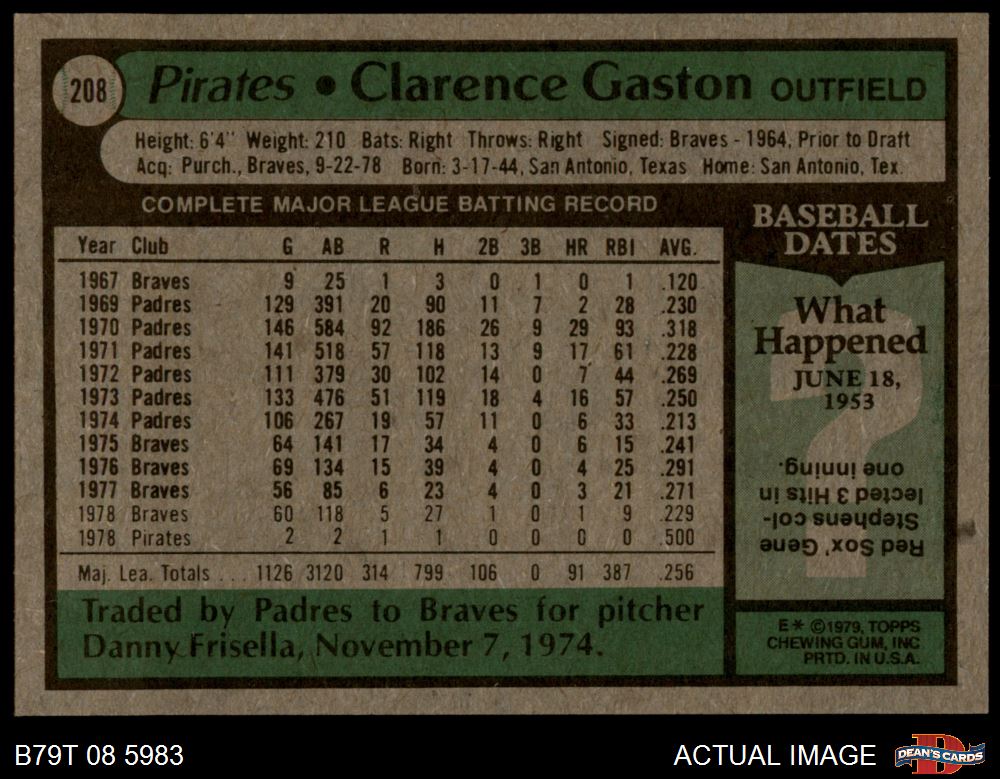 208 Pirates • Clarence Gaston OUTFIELD
Height: 6'4" Weight: 210 Bats: Right Throws: Right Signed: Braves - 1964, Prior to Draft
Acq: Purch., Braves, 9-22-78 Born: 3-17-44, San Antonio, Texas Home: San Antonio, Tex.
COMPLETE MAJOR LEAGUE BATTING RECORD
Year Club G AB R H 2B 3B HR RBI AVG.
1967 Braves 9 25 1 3 0 1 0 1 .120
1969 Padres 129 391 20 90 11 7 2 28 .230
1970 Padres 146 584 92 186 26 9 29 93 .318
1971 Padres 141 518 57 118 13 9 17 61 .228
1972 Padres 111 379 30 102 14 0 7 44 .269
1973 Padres 133 476 51 119 18 4 16 57 .250
1974 Padres 106 267 19 57 11 0 6 33 .213
1975 Braves 64 141 17 34 4 0 6 15 .241
1976 Braves 69 134 15 39 4 0 4 25 .291
1977 Braves 56 85 6 23 4 0 3 21 .271
1978 Braves 60 118 5 27 1 0 1 9 .229
1978 Pirates 2 2 1 1 0 0 0 0 .500
Maj. Lea. Totals . . . 1126 3120 314 799 106 0 91 387 .256
Traded by Padres to Braves for pitcher
Danny Frisella, November 7, 1974.
BASEBALL
DATES
What
Happened
JUNE 18,
1953
Red Sox' Gene
Stephens col-
lected 3 Hits in
one inning.
E* ©1979, TOPPS
CHEWING GUM, INC.
PRTD. IN U.S.A.
B79T 08 5983
ACTUAL IMAGE
D
DEAN'S CARDS